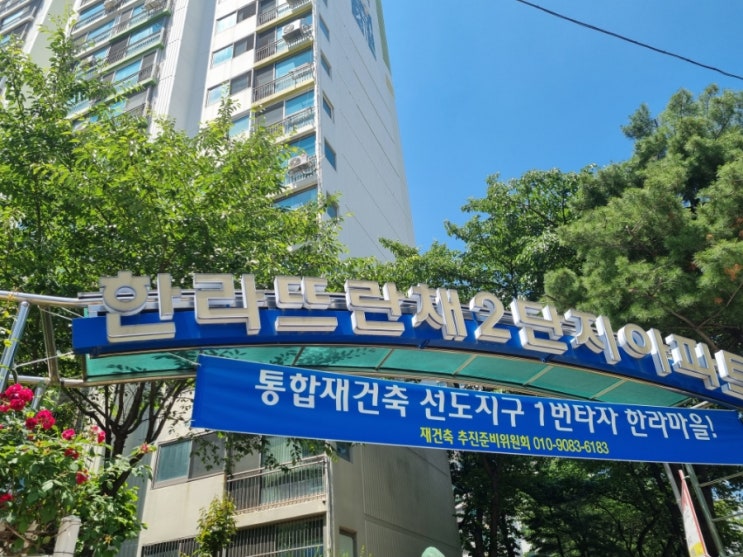 한라뜨란채2단지아파트
통합재건축 선도지구 1번타자 한라마을!
재건축 추진준비위원회 010-9083-6183